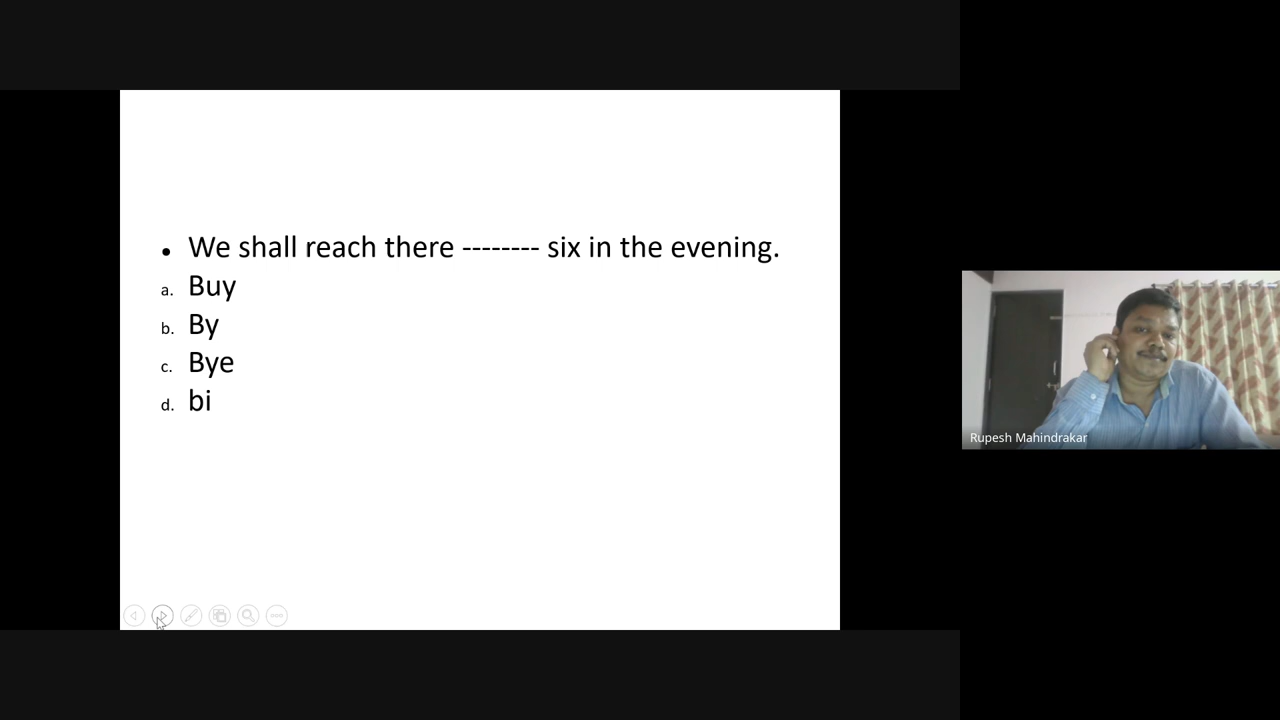 • We shall reach there -------- six in the evening.
a. Buy
b. By
c. Bye
d. bi
Rupesh Mahindrakar